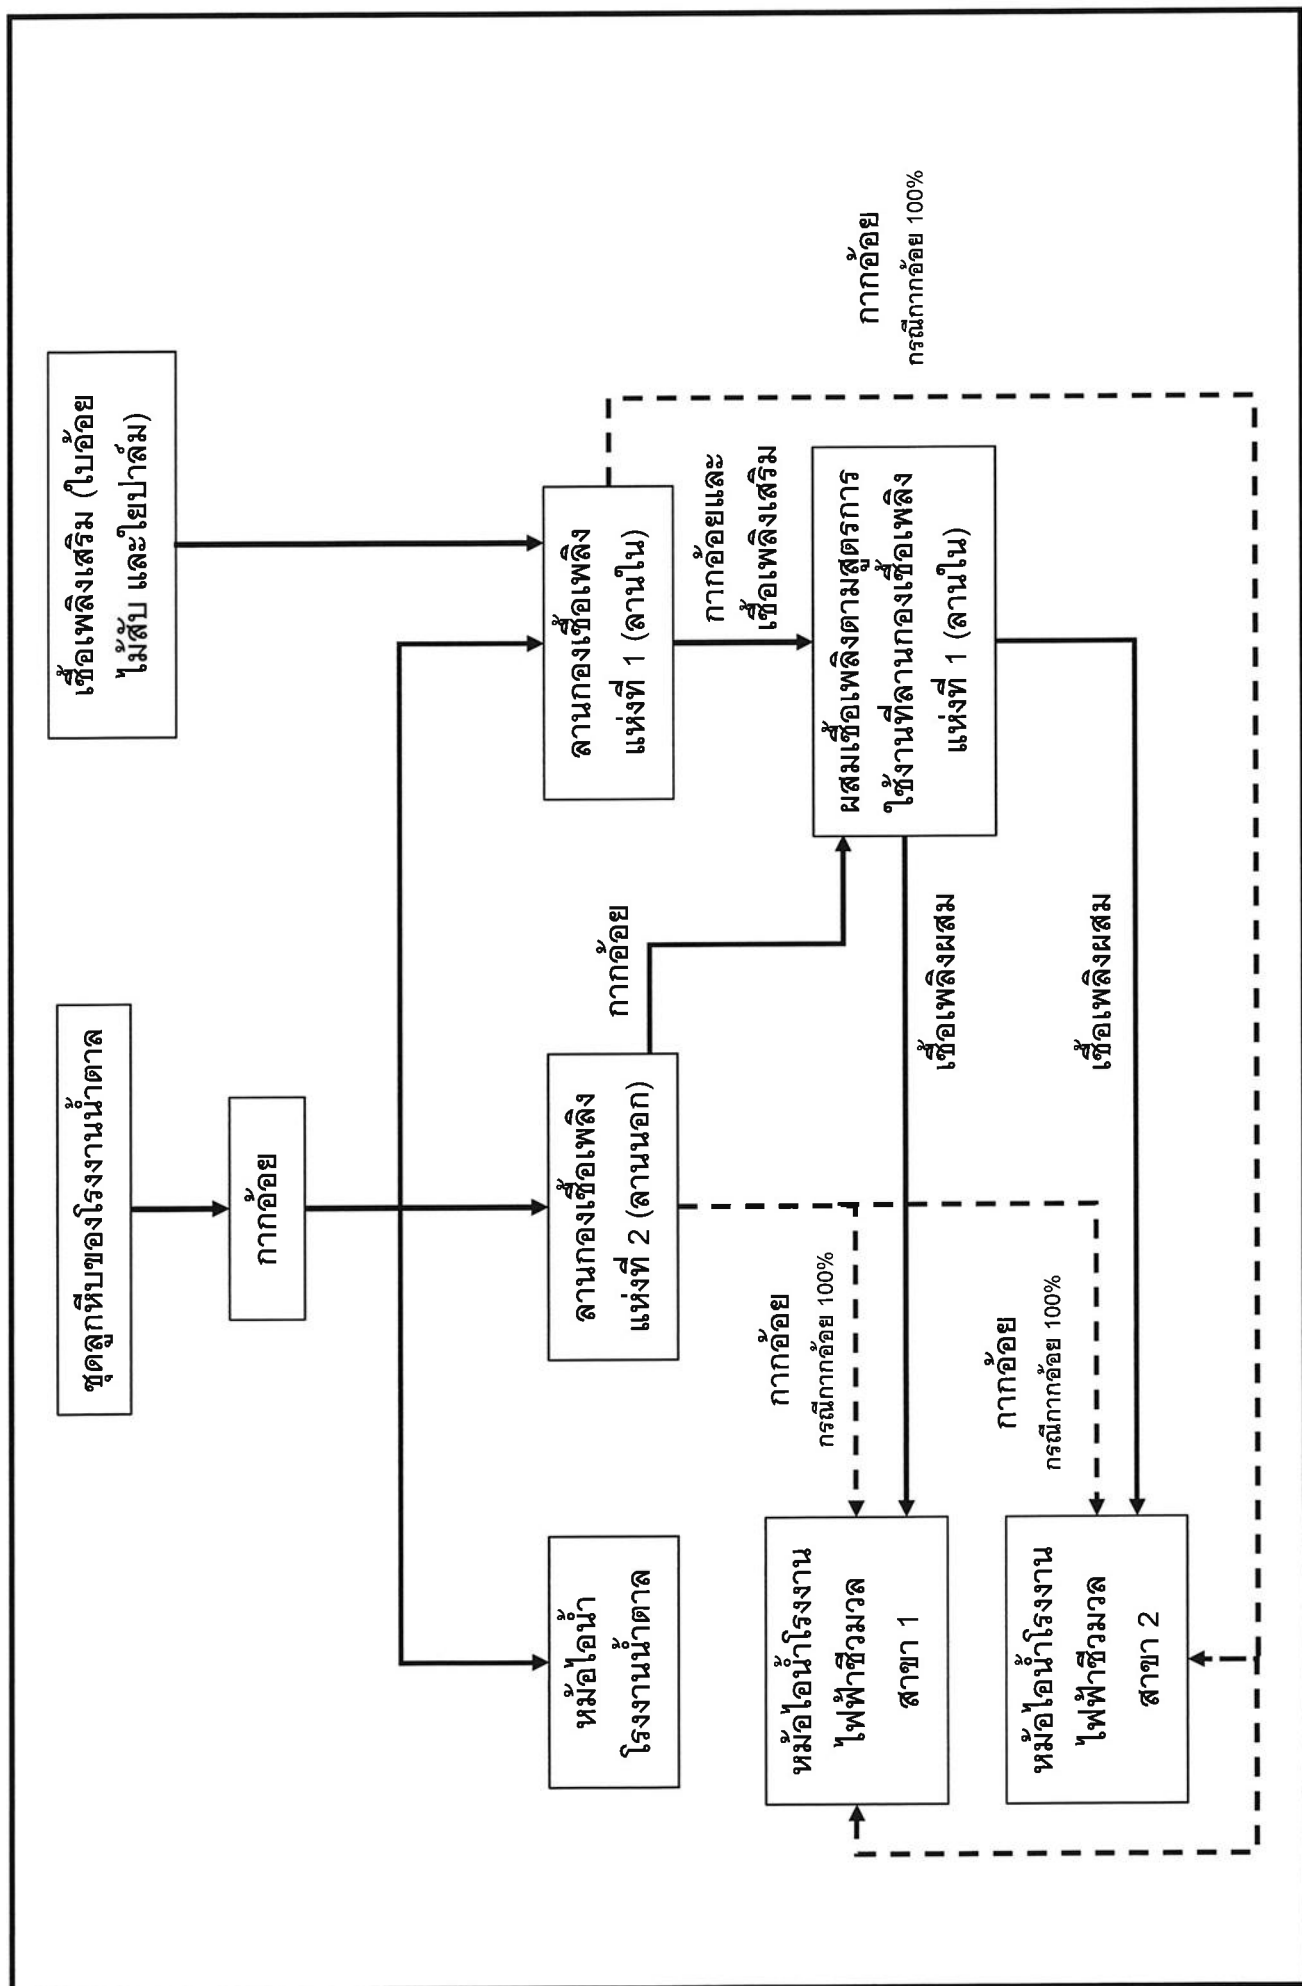 ชุดลูกหีบของโรงงานน้ำตาล
เชื้อเพลิงเสริม (ใบอ้อย
ไม้สับ และใยปาล์ม)
กากอ้อย
หม้อไอน้ำ
โรงงานน้ำตาล
ลานกองเชื้อเพลิง
แห่งที่ 2 (ลานนอก)
ลานกองเชื้อเพลิง
แห่งที่ 1 (ลานใน)
กากอ้อย
กากอ้อยและ
เชื้อเพลิงเสริม
กากอ้อย
กรณีกากอ้อย 100%
หม้อไอน้ำโรงงาน
ไฟฟ้าชีวมวล
สาขา 1
กากอ้อย
กรณีกากอ้อย 100%
เชื้อเพลิงผสม
ผสมเชื้อเพลิงตามสูตรการ
ใช้งานที่ลานกองเชื้อเพลิง
แห่งที่ 1 (ลานใน)
หม้อไอน้ำโรงงาน
ไฟฟ้าชีวมวล
สาขา 2
กากอ้อย
กรณีกากอ้อย 100%
เชื้อเพลิงผสม